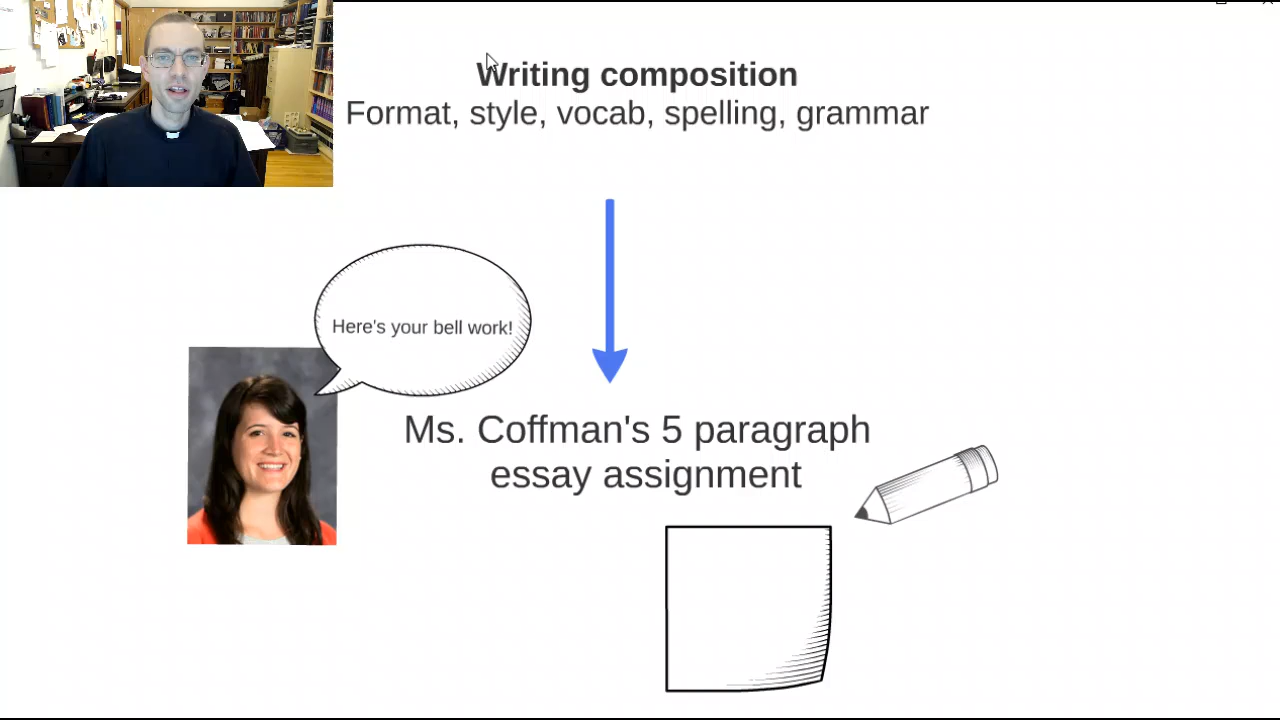 Writing composition
Format, style, vocab, spelling, grammar
Here's your bell work!
Ms. Coffman's 5 paragraph
essay assignment